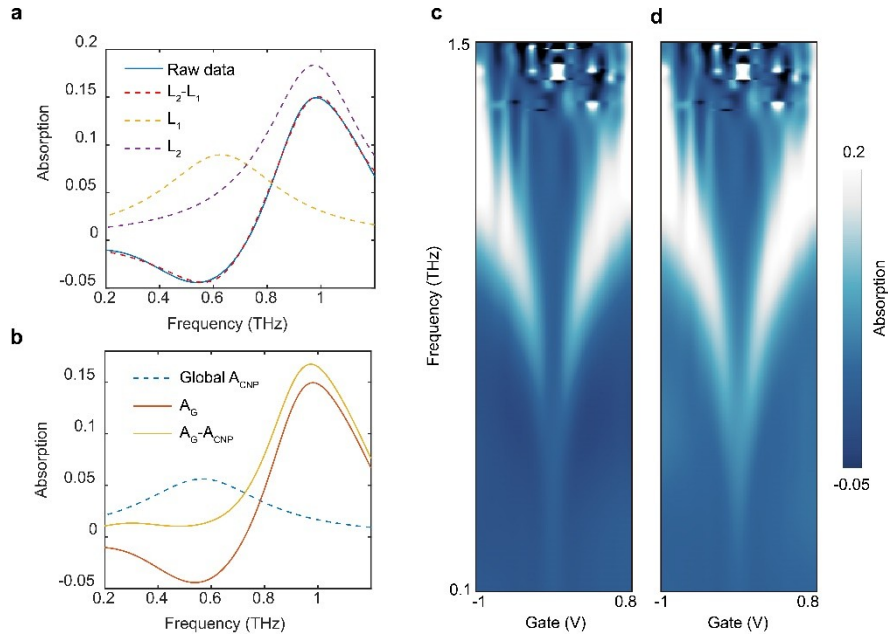 a
0.2
0.15
0.1
0.05
0
-0.05
Absorption
Raw data
L2-L1
L1
L2
0.2 0.4 0.6 0.8 1
Frequency (THz)
b
0.15
0.1
0.05
0
-0.05
Absorption
Global ACNP
AG
AG-ACNP
0.2 0.4 0.6 0.8 1
Frequency (THz)
c
1.5
Frequency (THz)
0.1
-1 0.8
Gate (V)
d
-1 0.8
Gate (V)
0.2
Absorption
-0.05